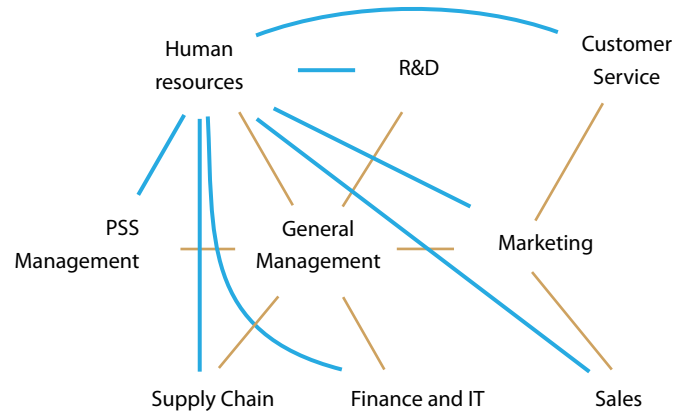 Human
resources
R&D
Customer
Service
PSS
Management
General
Management
Marketing
Supply Chain
Finance and IT
Sales